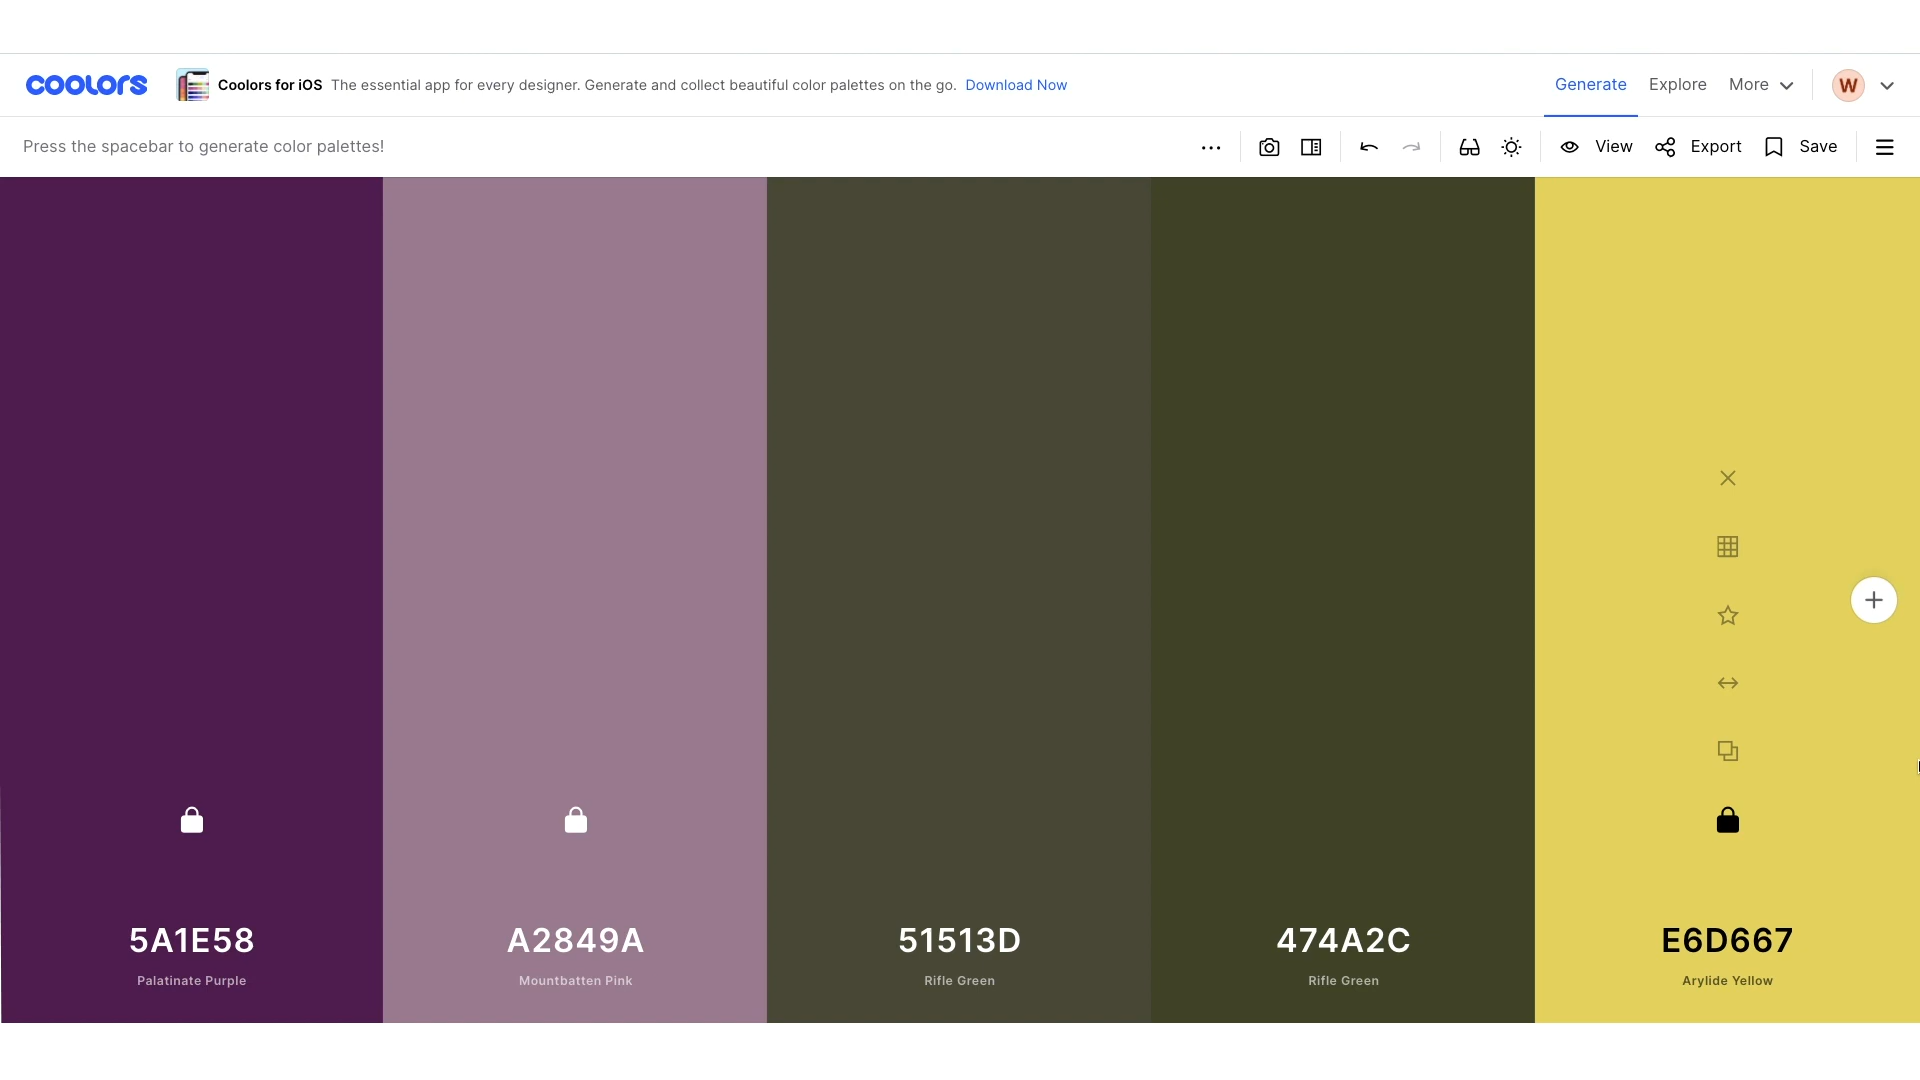 coolors
Coolors for iOS The essential app for every designer. Generate and collect beautiful color palettes on the go. Download Now
Generate Explore More W
Press the spacebar to generate color palettes!
View Export Save
5A1E58 A2849A 51513D 474A2C E6D667
Palatinate Purple Mountbatten Pink Rifle Green Rifle Green Arylide Yellow